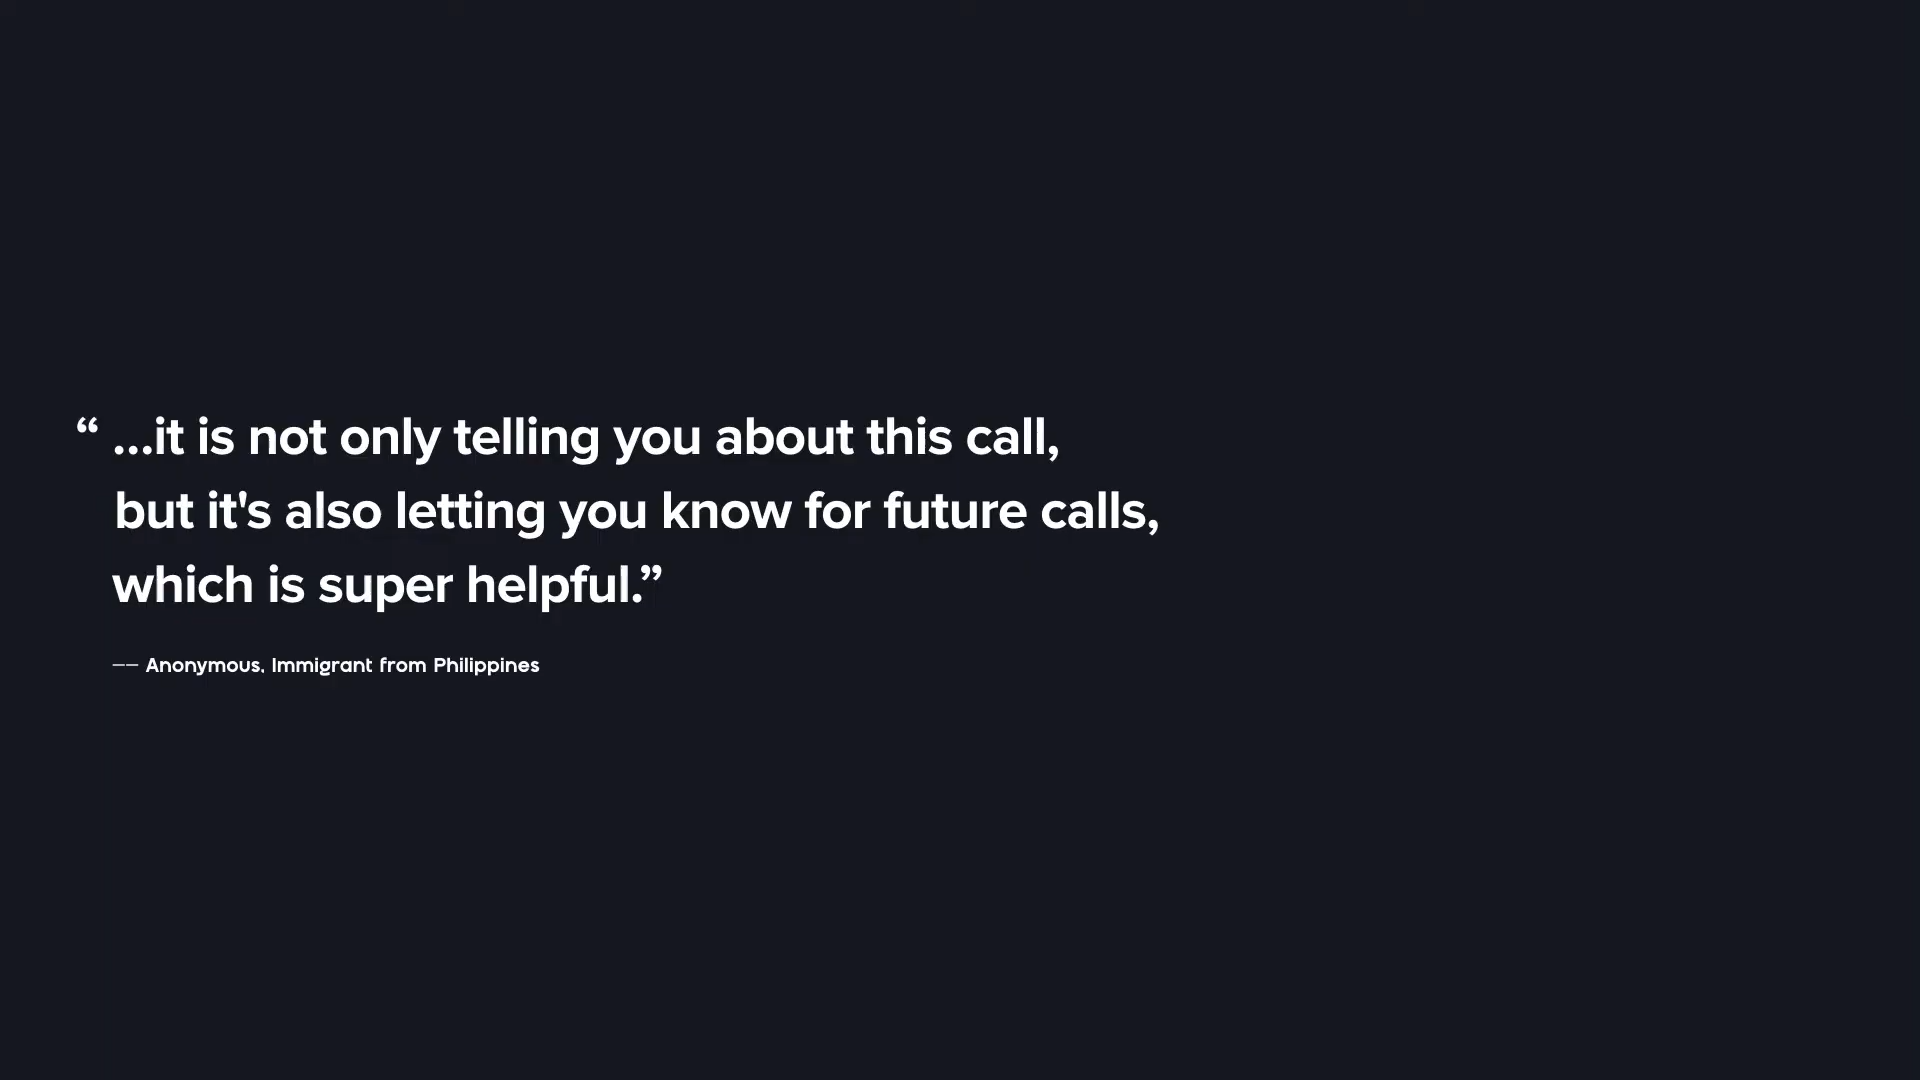 “ ...it is not only telling you about this call,
but it's also letting you know for future calls,
which is super helpful.”
—— Anonymous, Immigrant from Philippines